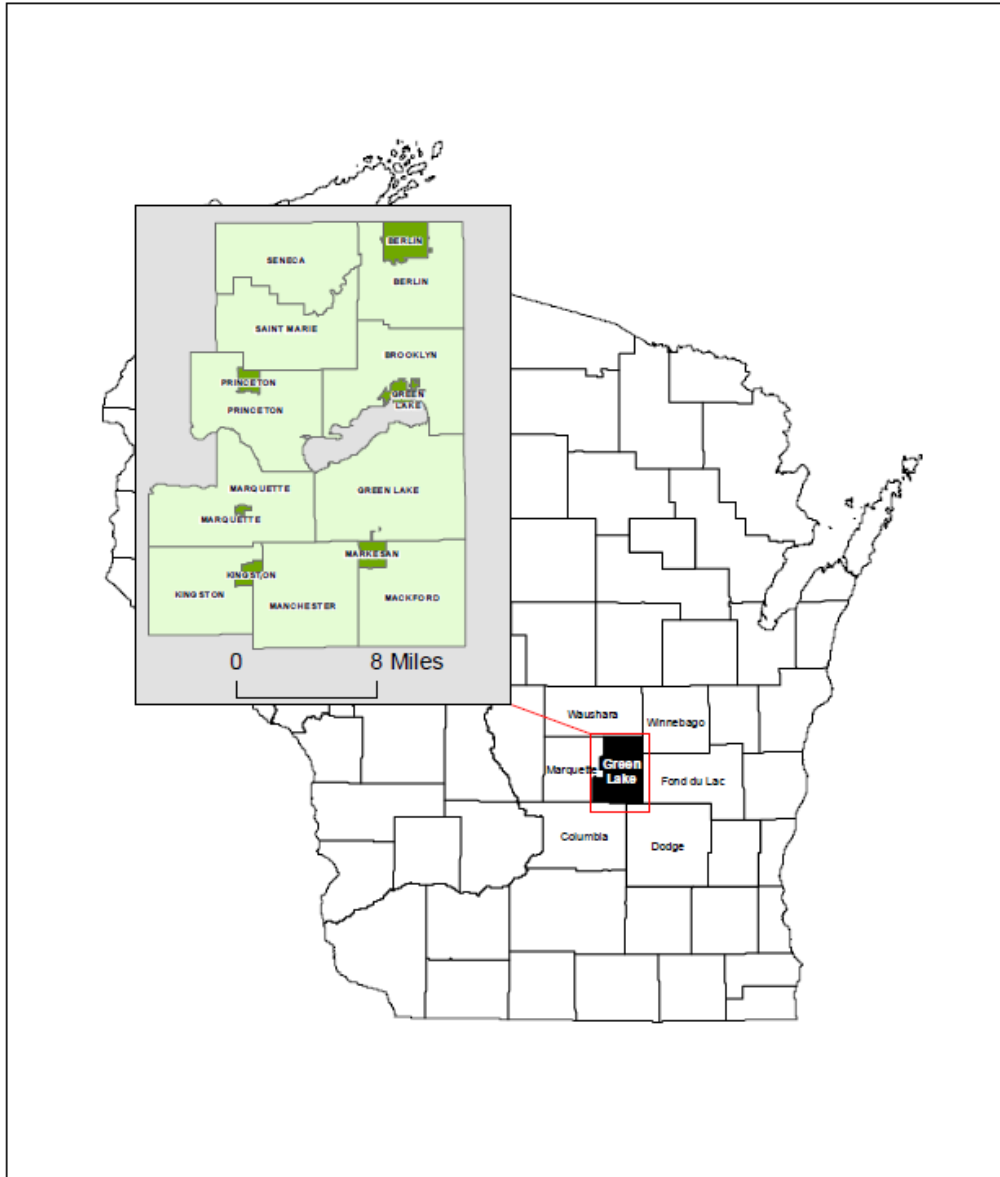 BERLIN
SENECA
BERLIN
SAINT MARIE
BROOKLYN
PRINCETON
GREEN
LAKE
PRINCETON
MARQUETTE
GREEN LAKE
MARQUETTE
MARKESAN
KINGSTON
KINGSTON
MANCHESTER
MACKFORD
0 8 Miles
Waushara
Winnebago
Marquette
Green
Lake
Fond du Lac
Columbia
Dodge